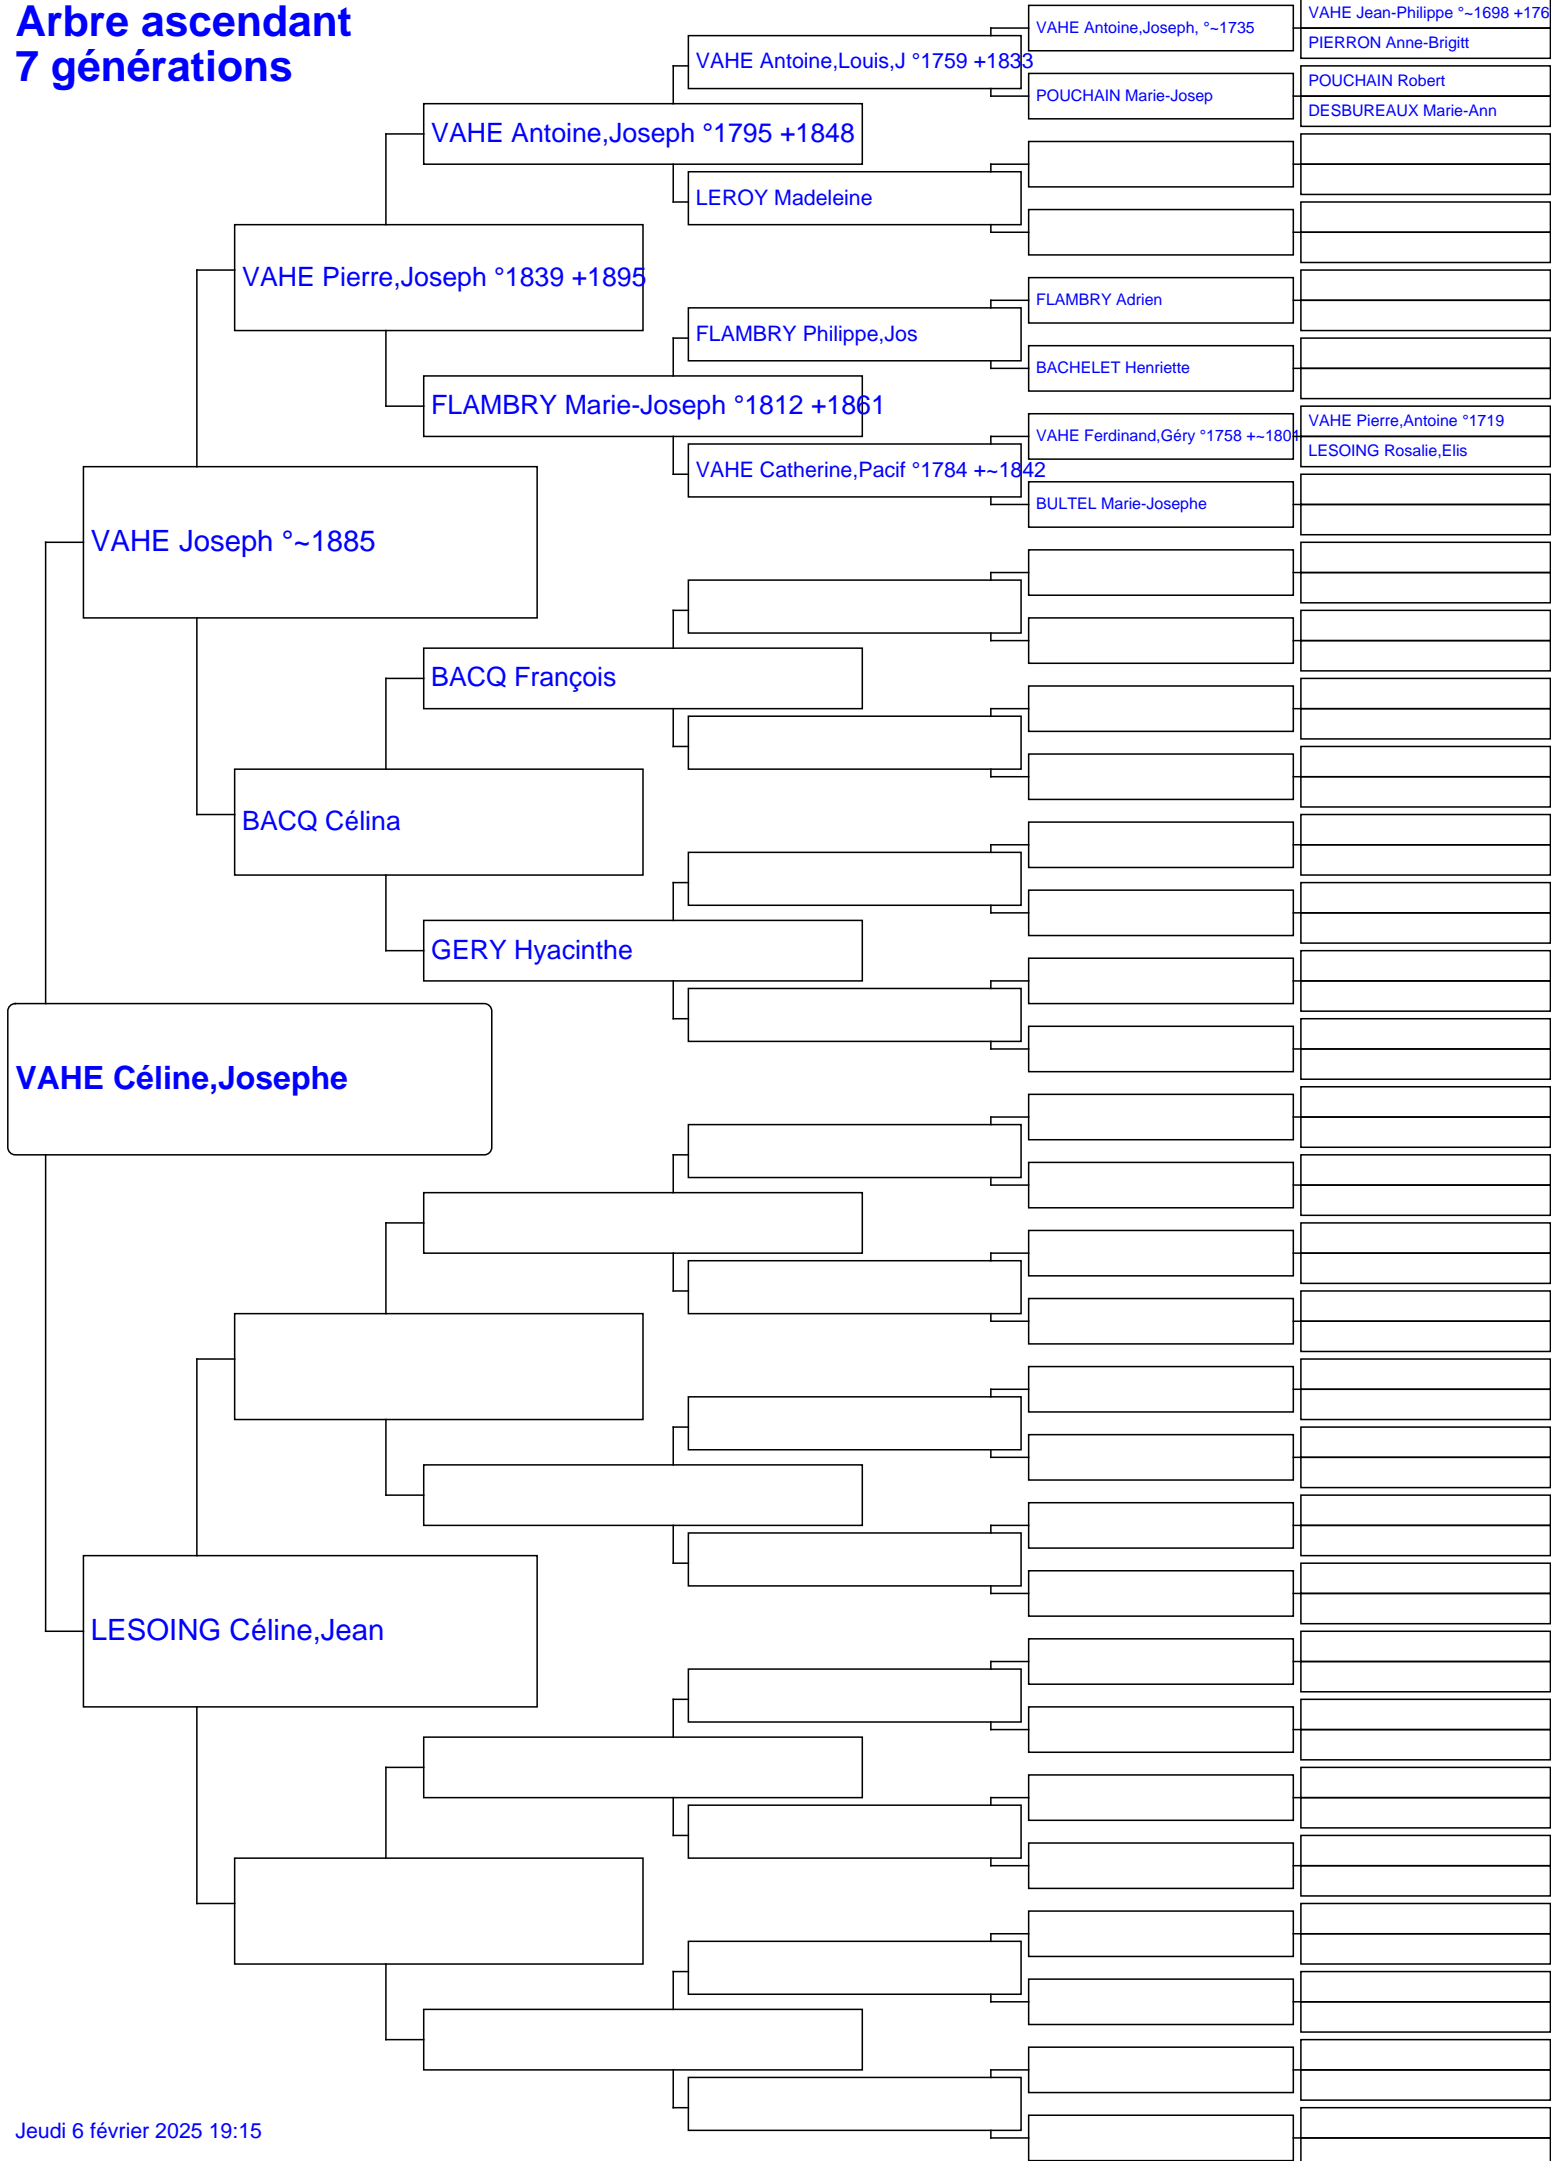 Arbre ascendant
7 générations
VAHE Antoine,Joseph, °~1735
VAHE Jean-Philippe °~1698 +176
PIERRON Anne-Brigitt
VAHE Antoine,Louis,J °1759 +1833
POUCHAIN Marie-Josep
POUCHAIN Robert
DESBUREAUX Marie-Ann
VAHE Antoine,Joseph °1795 +1848
LEROY Madeleine
VAHE Pierre,Joseph °1839 +1895
FLAMBRY Adrien
FLAMBRY Philippe,Jos
BACHELET Henriette
FLAMBRY Marie-Joseph °1812 +1861
VAHE Ferdinand,Géry °1758 +~1801
VAHE Pierre,Antoine °1719
LESOING Rosalie,Elis
VAHE Catherine,Pacif °1784 +~1842
BULTEL Marie-Josephe
VAHE Joseph °~1885
BACQ François
BACQ Célina
GERY Hyacinthe
VAHE Céline,Josephe
LESOING Céline,Jean
Jeudi 6 février 2025 19:15